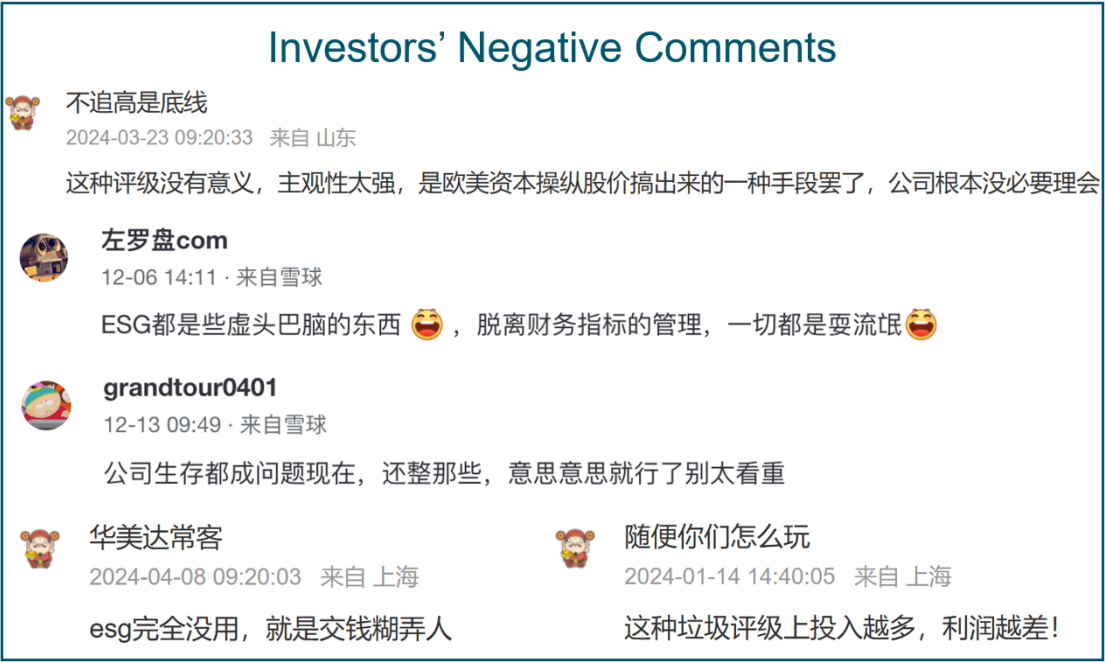 Investors’ Negative Comments
不追高是底线
2024-03-23 09:20:33 来自 山东
这种评级没有意义，主观性太强，是欧美资本操纵股价搞出来的一种手段罢了，公司根本没必要理会
左罗盘com
12-06 14:11 · 来自雪球
ESG都是些虚头巴脑的东西 ，脱离财务指标的管理，一切都是耍流氓
grandtour0401
12-13 09:49 · 来自雪球
公司生存都成问题现在，还整那些，意思意思就行了别太看重
华美达常客
2024-04-08 09:20:03 来自 上海
esg完全没用，就是交钱糊弄人
随便你们怎么玩
2024-01-14 14:40:05 来自 上海
这种垃圾评级上投入越多，利润越差！